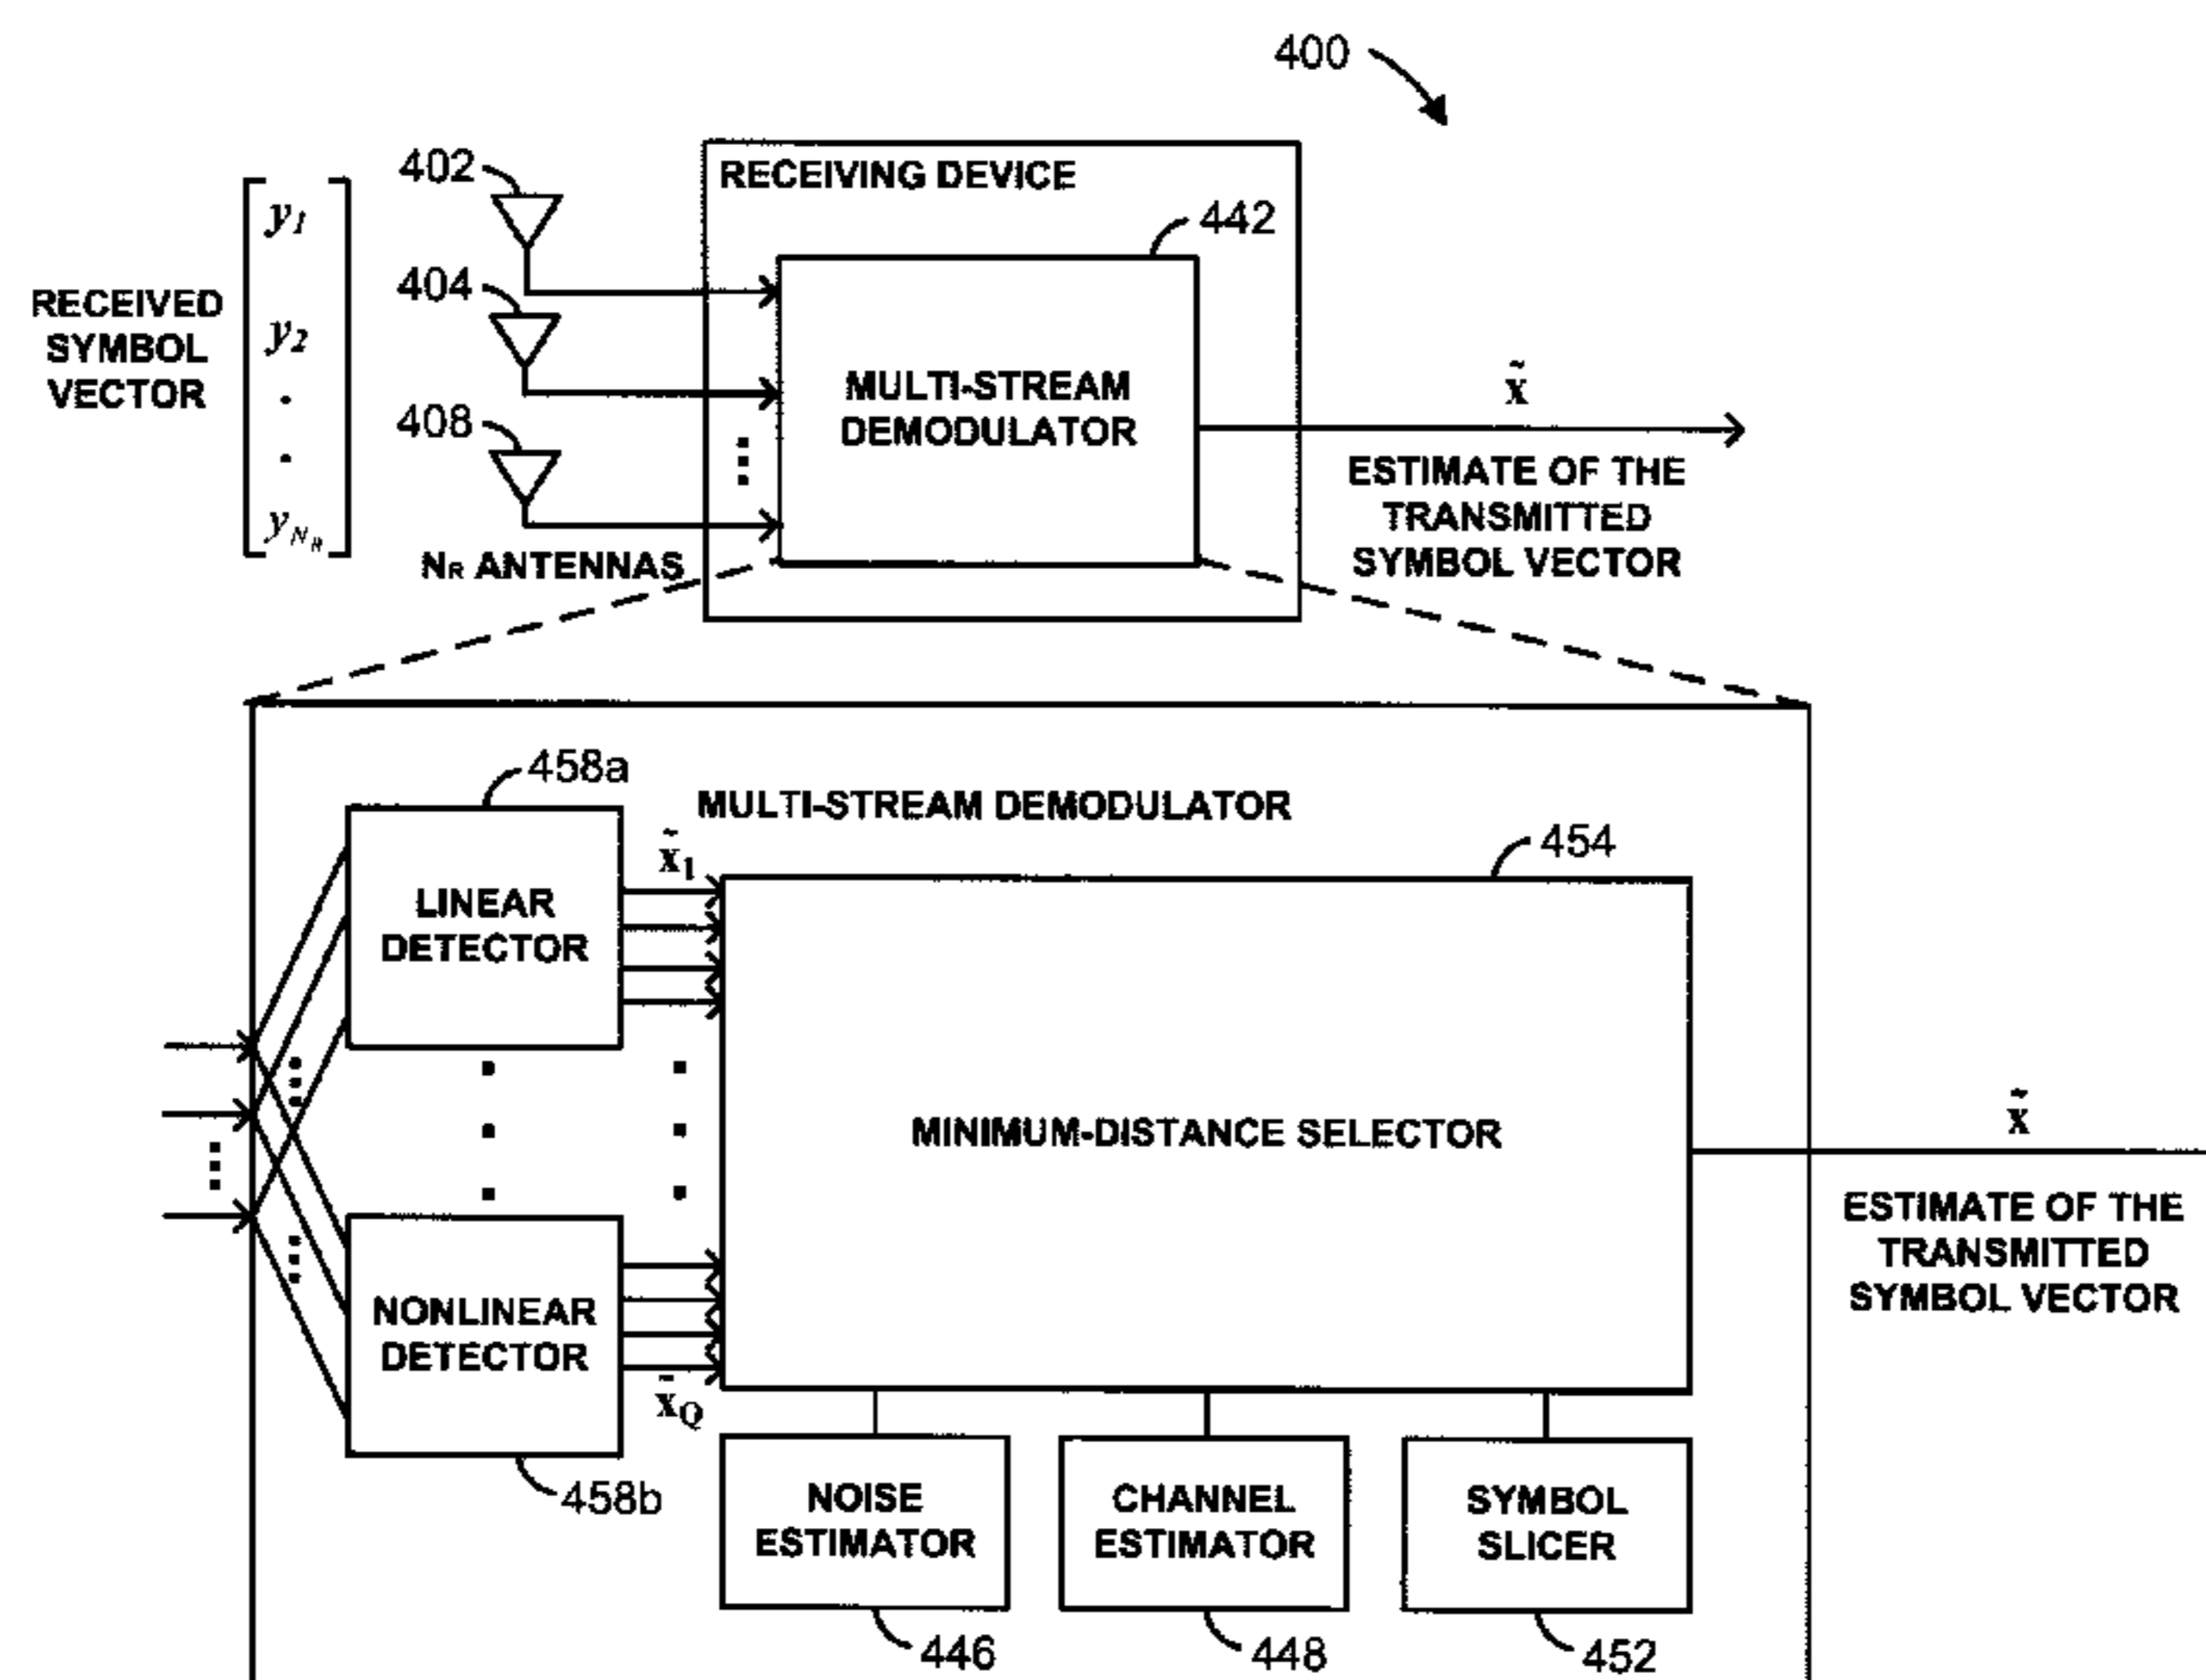 400
402
RECEIVING DEVICE
442
y1
404
RECEIVED
SYMBOL
VECTOR
y2
MULTI-STREAM
DEMODULATOR
x̃
408
ESTIMATE OF THE
TRANSMITTED
SYMBOL VECTOR
yNR
NR ANTENNAS
458a
MULTI-STREAM DEMODULATOR
454
x̃1
LINEAR
DETECTOR
MINIMUM-DISTANCE SELECTOR
x̃
ESTIMATE OF THE
TRANSMITTED
SYMBOL VECTOR
NONLINEAR
DETECTOR
x̃Q
458b
NOISE
ESTIMATOR
CHANNEL
ESTIMATOR
SYMBOL
SLICER
446
448
452